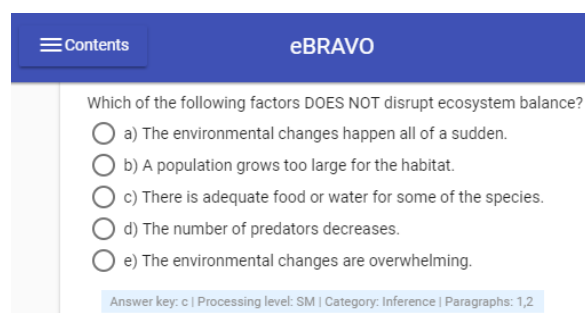 Contents
eBRAVO
Which of the following factors DOES NOT disrupt ecosystem balance?
a) The environmental changes happen all of a sudden.
b) A population grows too large for the habitat.
c) There is adequate food or water for some of the species.
d) The number of predators decreases.
e) The environmental changes are overwhelming.
Answer key: c | Processing level: SM | Category: Inference | Paragraphs: 1,2